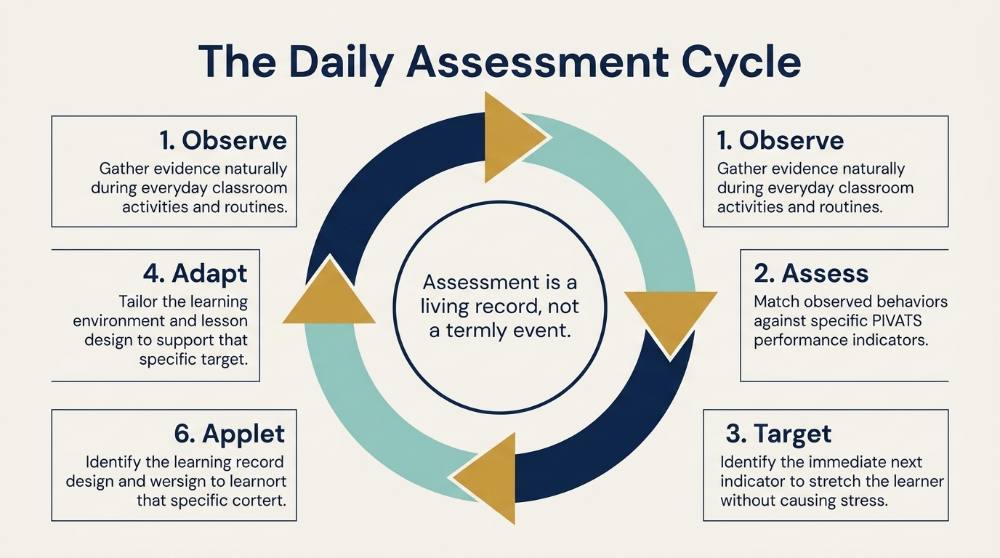 The Daily Assessment Cycle
1. Observe
Gather evidence naturally
during everyday classroom
activities and routines.
4. Adapt
Tailor the learning
environment and lesson
design to support that
specific target.
6. Applet
Identify the learning record
design and wersign to learnort
that specific cortert.
Assessment is a
living record, not
a termly event.
1. Observe
Gather evidence naturally
during everyday classroom
activities and routines.
2. Assess
Match observed behaviors
against specific PIVATS
performance indicators.
3. Target
Identify the immediate next
indicator to stretch the learner
without causing stress.